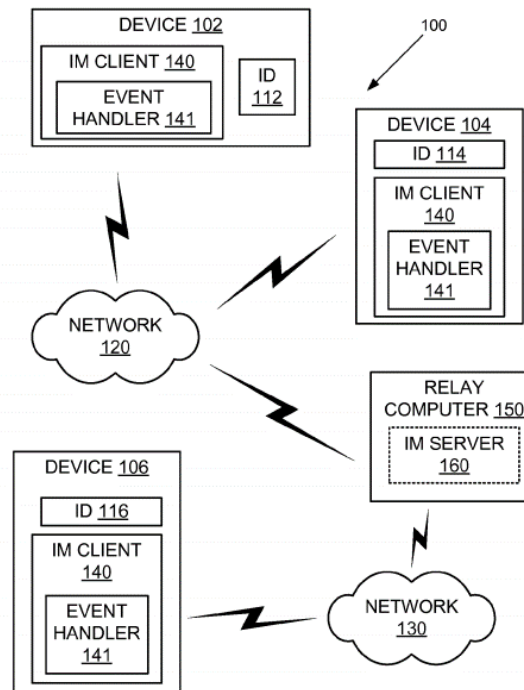 DEVICE 102
100
IM CLIENT 140
ID
112
EVENT
HANDLER 141
DEVICE 104
ID 114
IM CLIENT
140
EVENT
HANDLER
141
NETWORK
120
RELAY
COMPUTER 150
IM SERVER
160
DEVICE 106
ID 116
IM CLIENT
140
EVENT
HANDLER
141
NETWORK
130